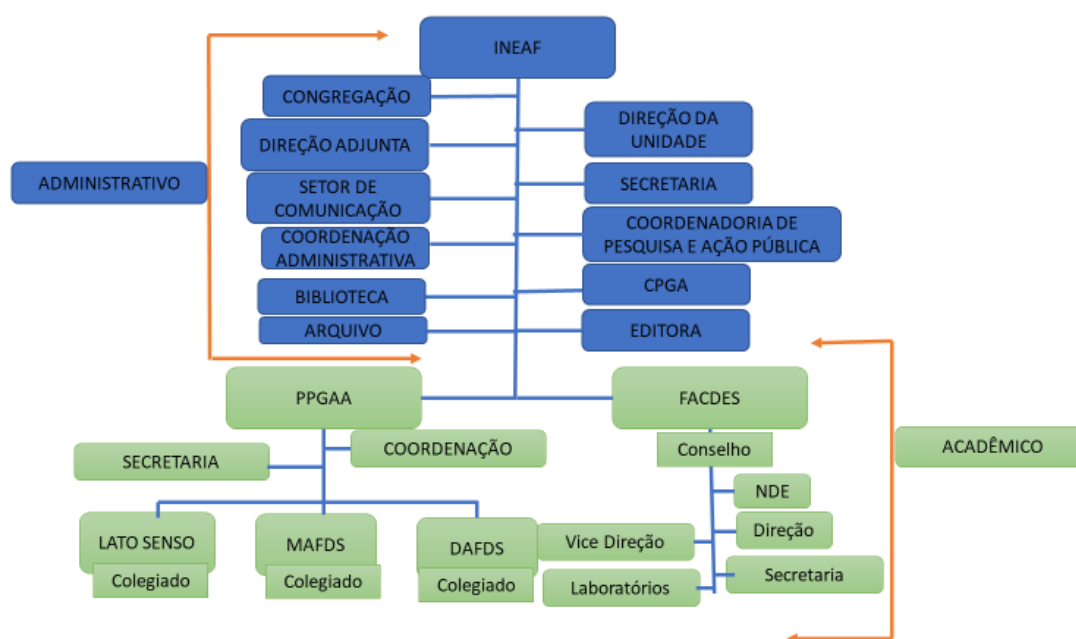 INEAF
CONGREGAÇÃO
DIREÇÃO DA
UNIDADE
DIREÇÃO ADJUNTA
ADMINISTRATIVO
SETOR DE
COMUNICAÇÃO
SECRETARIA
COORDENAÇÃO
ADMINISTRATIVA
COORDENADORIA DE
PESQUISA E AÇÃO PÚBLICA
BIBLIOTECA
CPGA
ARQUIVO
EDITORA
PPGAA
FACDES
SECRETARIA
COORDENAÇÃO
Conselho
ACADÊMICO
NDE
LATO SENSO
Colegiado
MAFDS
Colegiado
DAFDS
Colegiado
Vice Direção
Direção
Laboratórios
Secretaria